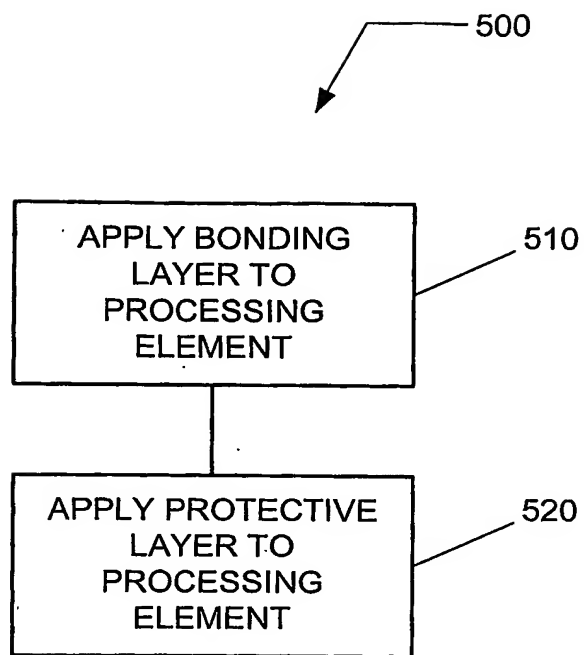 500
APPLY BONDING
LAYER TO
PROCESSING
ELEMENT
510
APPLY PROTECTIVE
LAYER TO
PROCESSING
ELEMENT
520